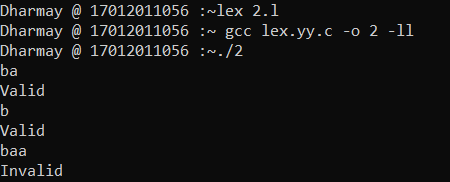 Dharmay @ 17012011056 :~lex 2.l
Dharmay @ 17012011056 :~ gcc lex.yy.c -o 2 -ll
Dharmay @ 17012011056 :~./2
ba
Valid
b
Valid
baa
Invalid